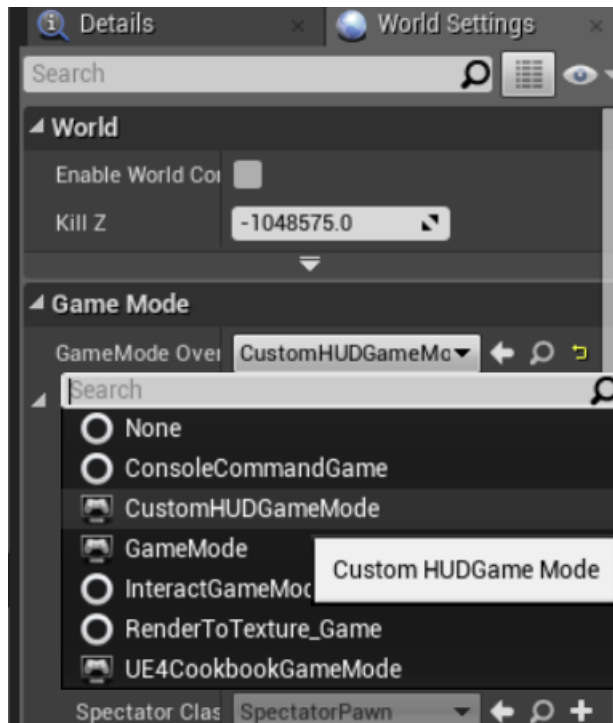 Details
World Settings
Search
World
Enable World Coi
Kill Z
-1048575.0
Game Mode
GameMode Over
CustomHUDGameMo
Search
None
ConsoleCommandGame
CustomHUDGameMode
GameMode
Custom HUDGame Mode
InteractGameMod
RenderToTexture_Game
UE4CookbookGameMode
Spectator Clas
SpectatorPawn